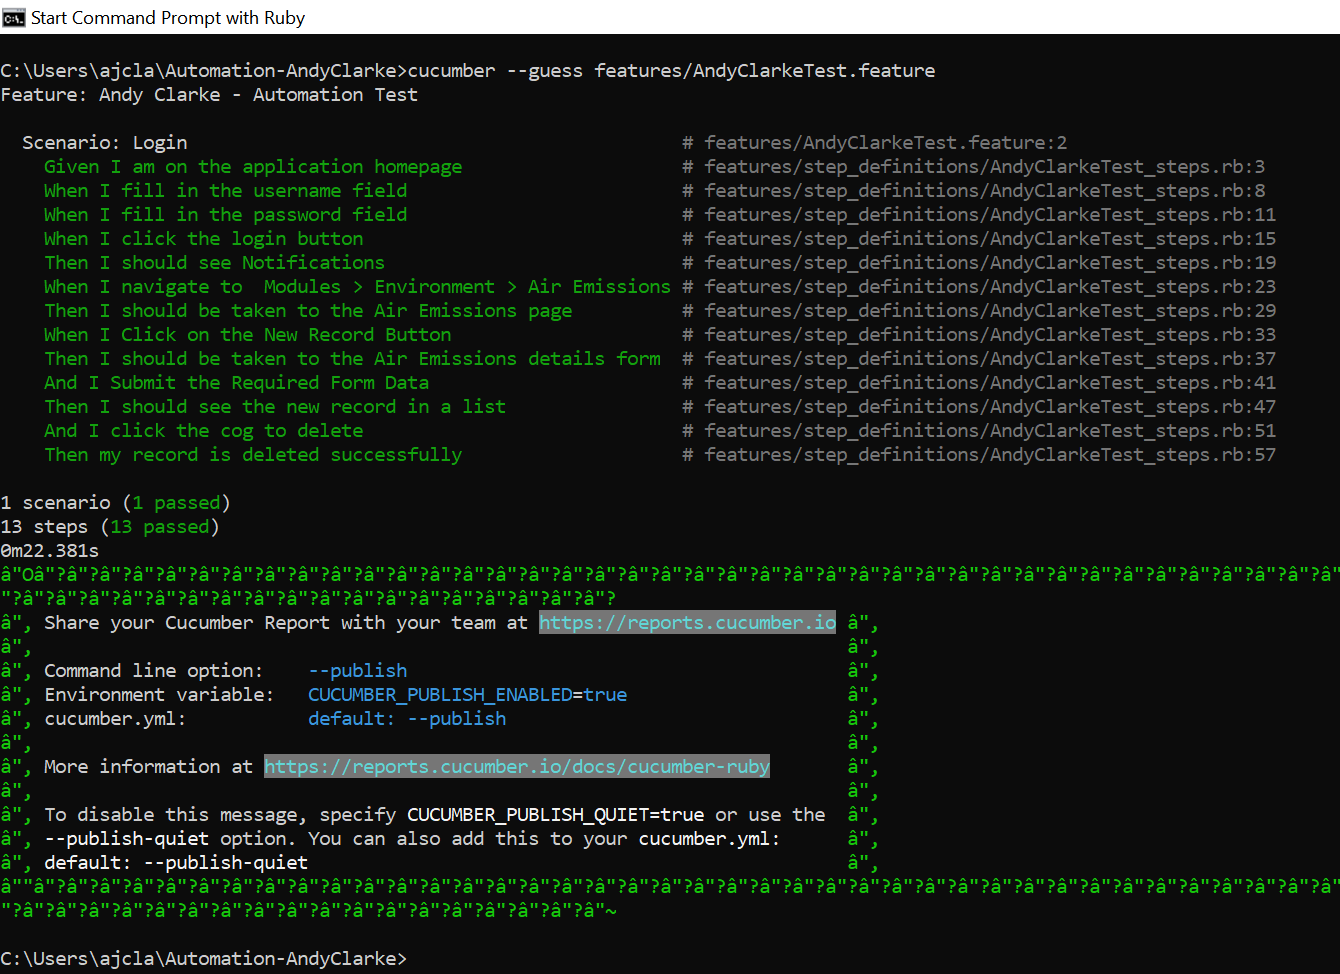 Start Command Prompt with Ruby
C:\Users\ajcla\Automation-AndyClarke>cucumber --guess features/AndyClarkeTest.feature
Feature: Andy Clarke - Automation Test
Scenario: Login # features/AndyClarkeTest.feature:2
Given I am on the application homepage # features/step_definitions/AndyClarkeTest_steps.rb:3
When I fill in the username field # features/step_definitions/AndyClarkeTest_steps.rb:8
When I fill in the password field # features/step_definitions/AndyClarkeTest_steps.rb:11
When I click the login button # features/step_definitions/AndyClarkeTest_steps.rb:15
Then I should see Notifications # features/step_definitions/AndyClarkeTest_steps.rb:19
When I navigate to  Modules > Environment > Air Emissions # features/step_definitions/AndyClarkeTest_steps.rb:23
Then I should be taken to the Air Emissions page # features/step_definitions/AndyClarkeTest_steps.rb:29
When I Click on the New Record Button # features/step_definitions/AndyClarkeTest_steps.rb:33
Then I should be taken to the Air Emissions details form # features/step_definitions/AndyClarkeTest_steps.rb:37
And I Submit the Required Form Data # features/step_definitions/AndyClarkeTest_steps.rb:41
Then I should see the new record in a list # features/step_definitions/AndyClarkeTest_steps.rb:47
And I click the cog to delete # features/step_definitions/AndyClarkeTest_steps.rb:51
Then my record is deleted successfully # features/step_definitions/AndyClarkeTest_steps.rb:57
1 scenario (1 passed)
13 steps (13 passed)
0m22.381s
â"Oâ"?â"?â"?â"?â"?â"?â"?â"?â"?â"?â"?â"?â"?â"?â"?â"?â"?â"?â"?â"?â"?â"?â"?â"?â"?â"?â"?â"?â"?â"?â"?â"?â"?â"?â"?â"?â"?â"?â"?â"
"?â"?â"?â"?â"?â"?â"?â"?â"?â"?â"?â"?â"?â"?â"?â"?â"?â"?
â", Share your Cucumber Report with your team at https://reports.cucumber.io â",
â", â",
â", Command line option: --publish â",
â", Environment variable: CUCUMBER_PUBLISH_ENABLED=true â",
â", cucumber.yml: default: --publish â",
â", â",
â", More information at https://reports.cucumber.io/docs/cucumber-ruby â",
â", â",
â", To disable this message, specify CUCUMBER_PUBLISH_QUIET=true or use the â",
â", --publish-quiet option. You can also add this to your cucumber.yml: â",
â", default: --publish-quiet â",
â""â"?â"?â"?â"?â"?â"?â"?â"?â"?â"?â"?â"?â"?â"?â"?â"?â"?â"?â"?â"?â"?â"?â"?â"?â"?â"?â"?â"?â"?â"?â"?â"?â"?â"?â"?â"?â"?â"?â"?â"
"?â"?â"?â"?â"?â"?â"?â"?â"?â"?â"?â"?â"?â"?â"?â"?â"?â"~
C:\Users\ajcla\Automation-AndyClarke>